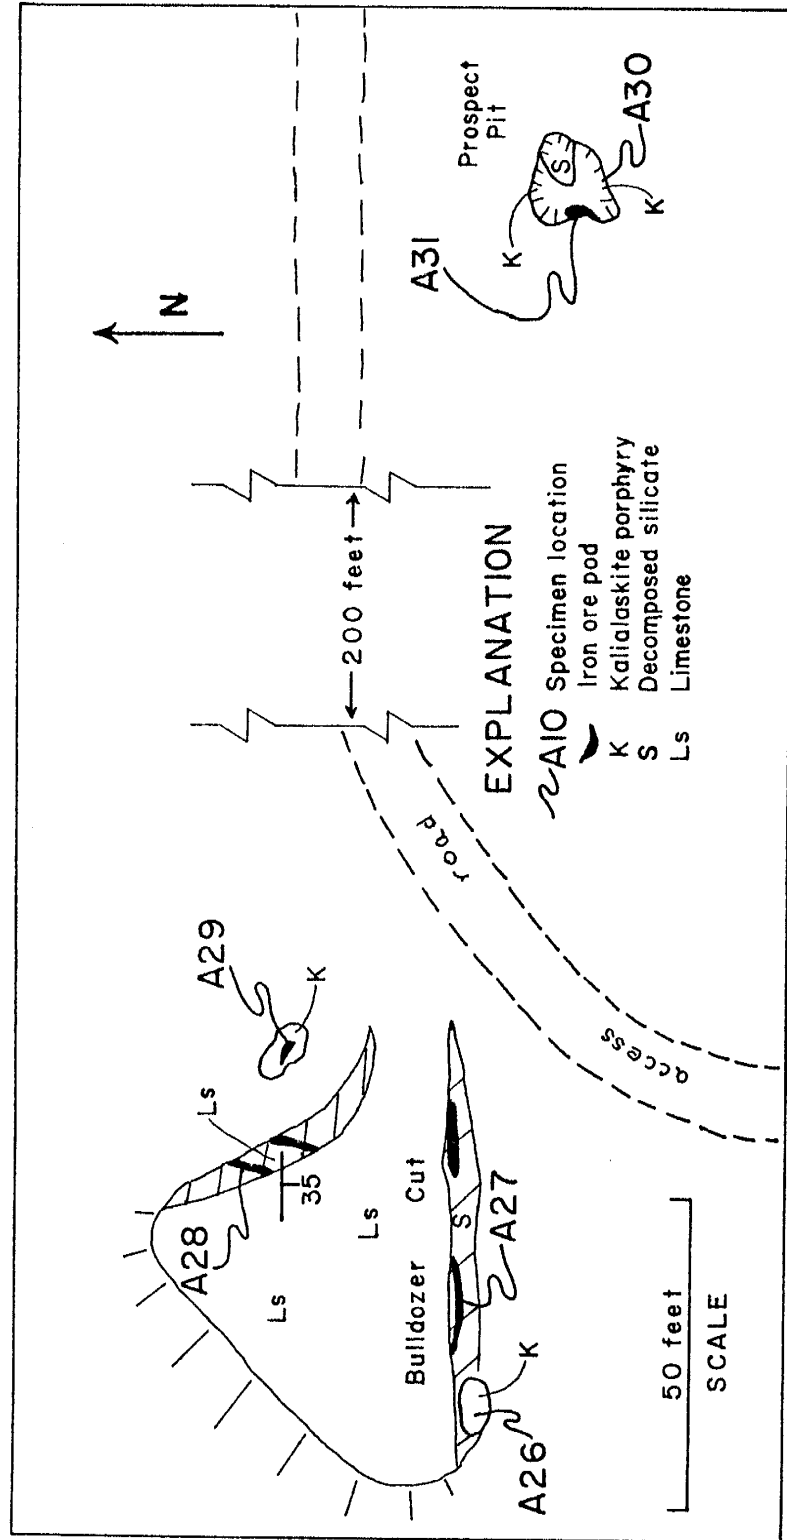 N
Prospect
Pit
A30
A31
K
K
S
200 feet
EXPLANATION
A10 Specimen location
Iron ore pod
K Kalialaskite porphyry
S Decomposed silicate
Ls Limestone
access road
A29
K
Ls
A28
35
Ls
Ls
Bulldozer Cut
S
A27
A26
K
50 feet
SCALE